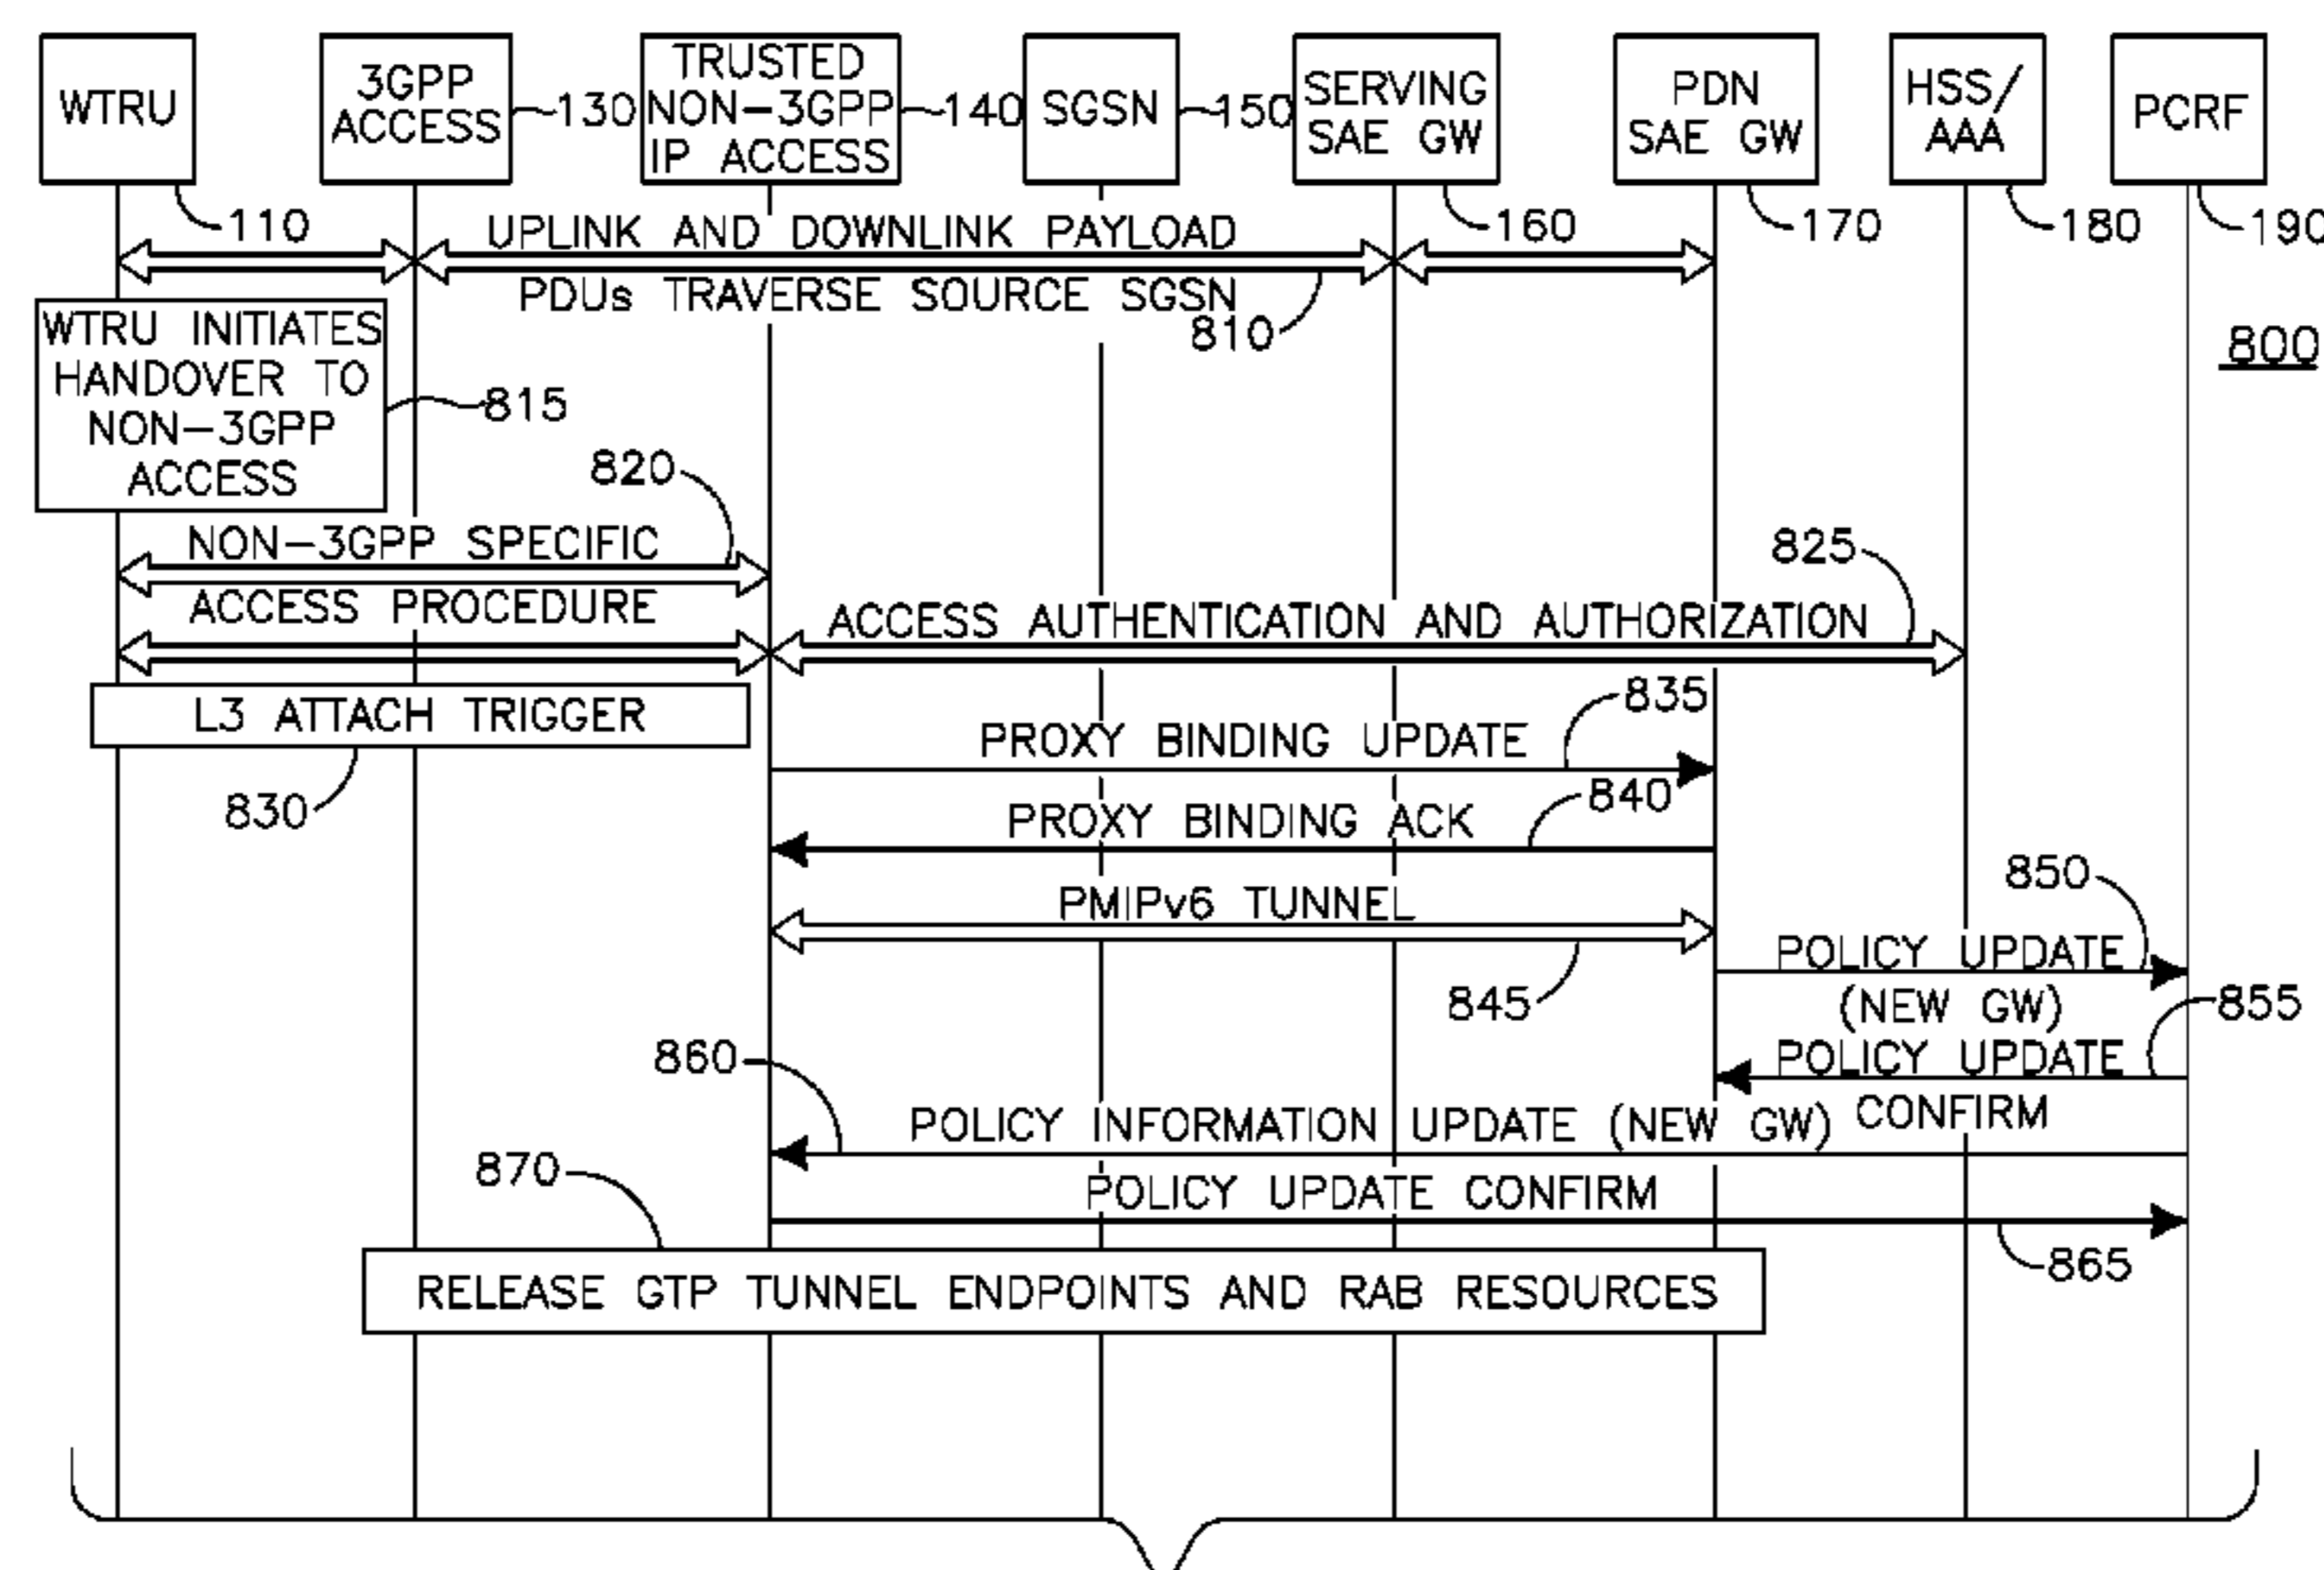 WTRU
3GPP
ACCESS
130
TRUSTED
NON-3GPP
IP ACCESS
140
SGSN
150
SERVING
SAE GW
PDN
SAE GW
HSS/
AAA
PCRF
110
160
170
180
190
UPLINK AND DOWNLINK PAYLOAD
PDUs TRAVERSE SOURCE SGSN
810
800
WTRU INITIATES
HANDOVER TO
NON-3GPP
ACCESS
815
820
NON-3GPP SPECIFIC
ACCESS PROCEDURE
825
ACCESS AUTHENTICATION AND AUTHORIZATION
L3 ATTACH TRIGGER
830
835
PROXY BINDING UPDATE
840
PROXY BINDING ACK
PMIPv6 TUNNEL
845
850
POLICY UPDATE
(NEW GW)
855
POLICY UPDATE
CONFIRM
860
POLICY INFORMATION UPDATE (NEW GW)
870
POLICY UPDATE CONFIRM
865
RELEASE GTP TUNNEL ENDPOINTS AND RAB RESOURCES